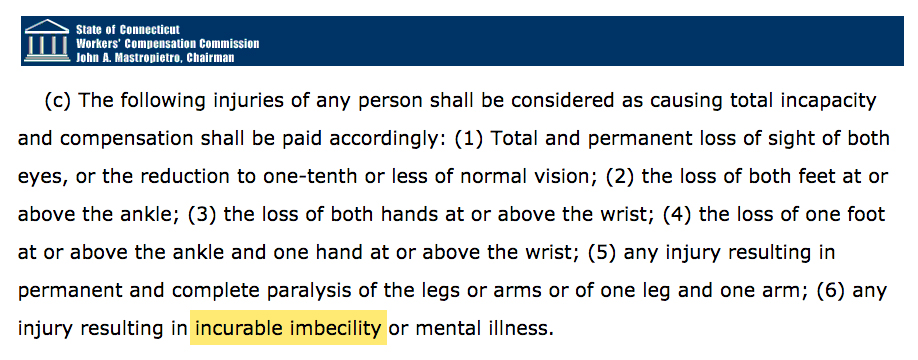 State of Connecticut
Workers' Compensation Commission
John A. Mastropietro, Chairman
(c) The following injuries of any person shall be considered as causing total incapacity
and compensation shall be paid accordingly: (1) Total and permanent loss of sight of both
eyes, or the reduction to one-tenth or less of normal vision; (2) the loss of both feet at or
above the ankle; (3) the loss of both hands at or above the wrist; (4) the loss of one foot
at or above the ankle and one hand at or above the wrist; (5) any injury resulting in
permanent and complete paralysis of the legs or arms or of one leg and one arm; (6) any
injury resulting in incurable imbecility or mental illness.